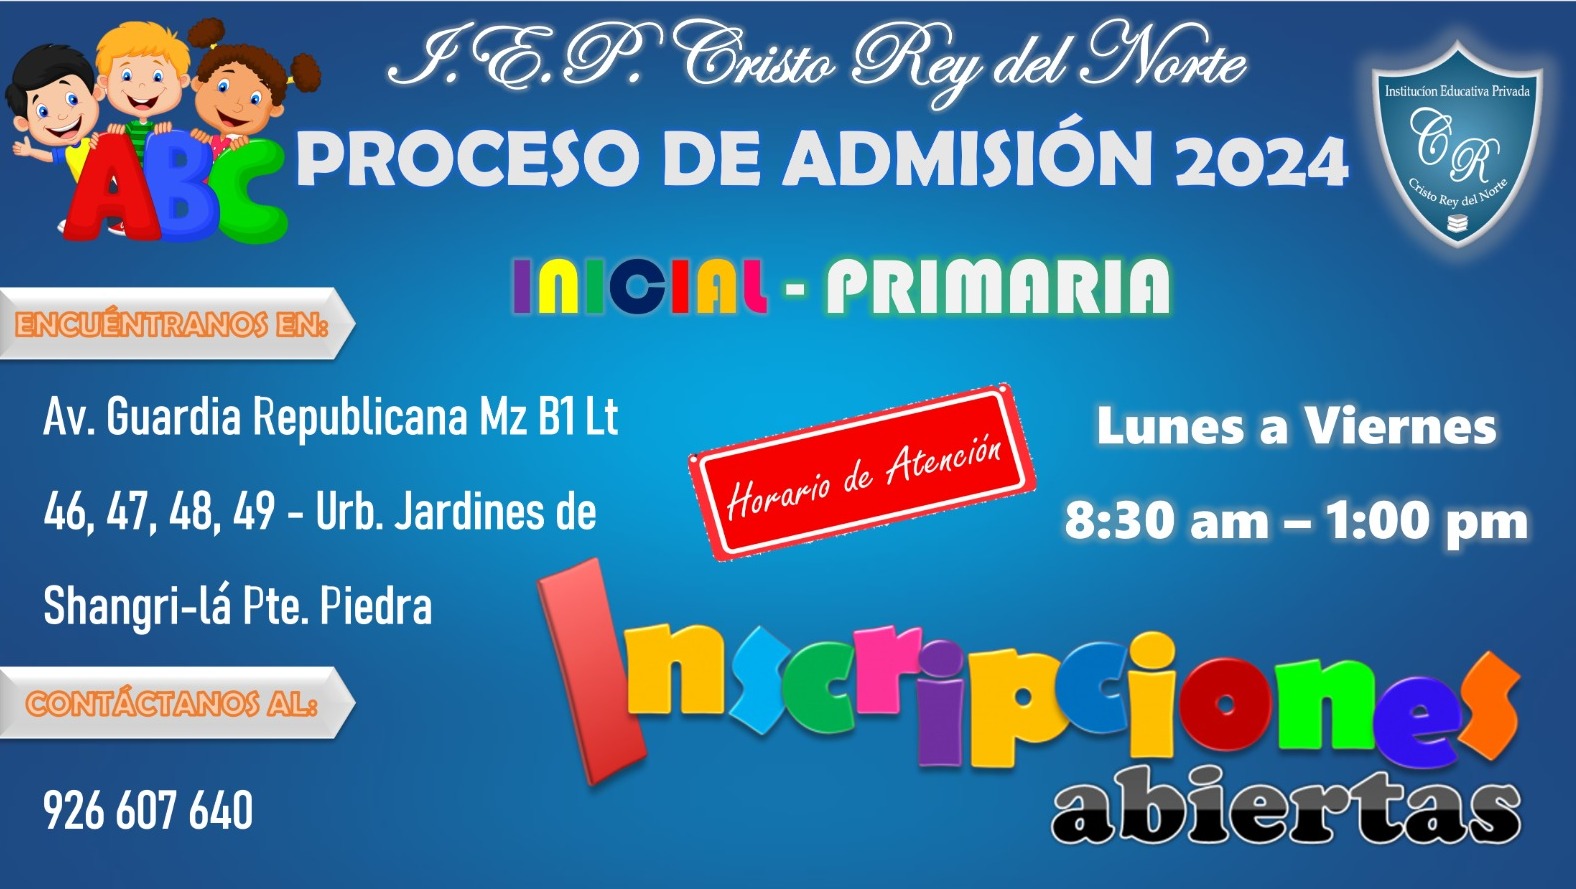 I.E.P. Cristo Rey del Norte
PROCESO DE ADMISIÓN 2024
Institucíon Educativa Privada
CR
Cristo Rey del Norte
ABC
INICIAL - PRIMARIA
ENCUÉNTRANOS EN:
Av. Guardia Republicana Mz B1 Lt
46, 47, 48, 49 - Urb. Jardines de
Shangri-lá Pte. Piedra
Horario de Atención
Lunes a Viernes
8:30 am – 1:00 pm
CONTÁCTANOS AL:
926 607 640
Inscripciones
abiertas